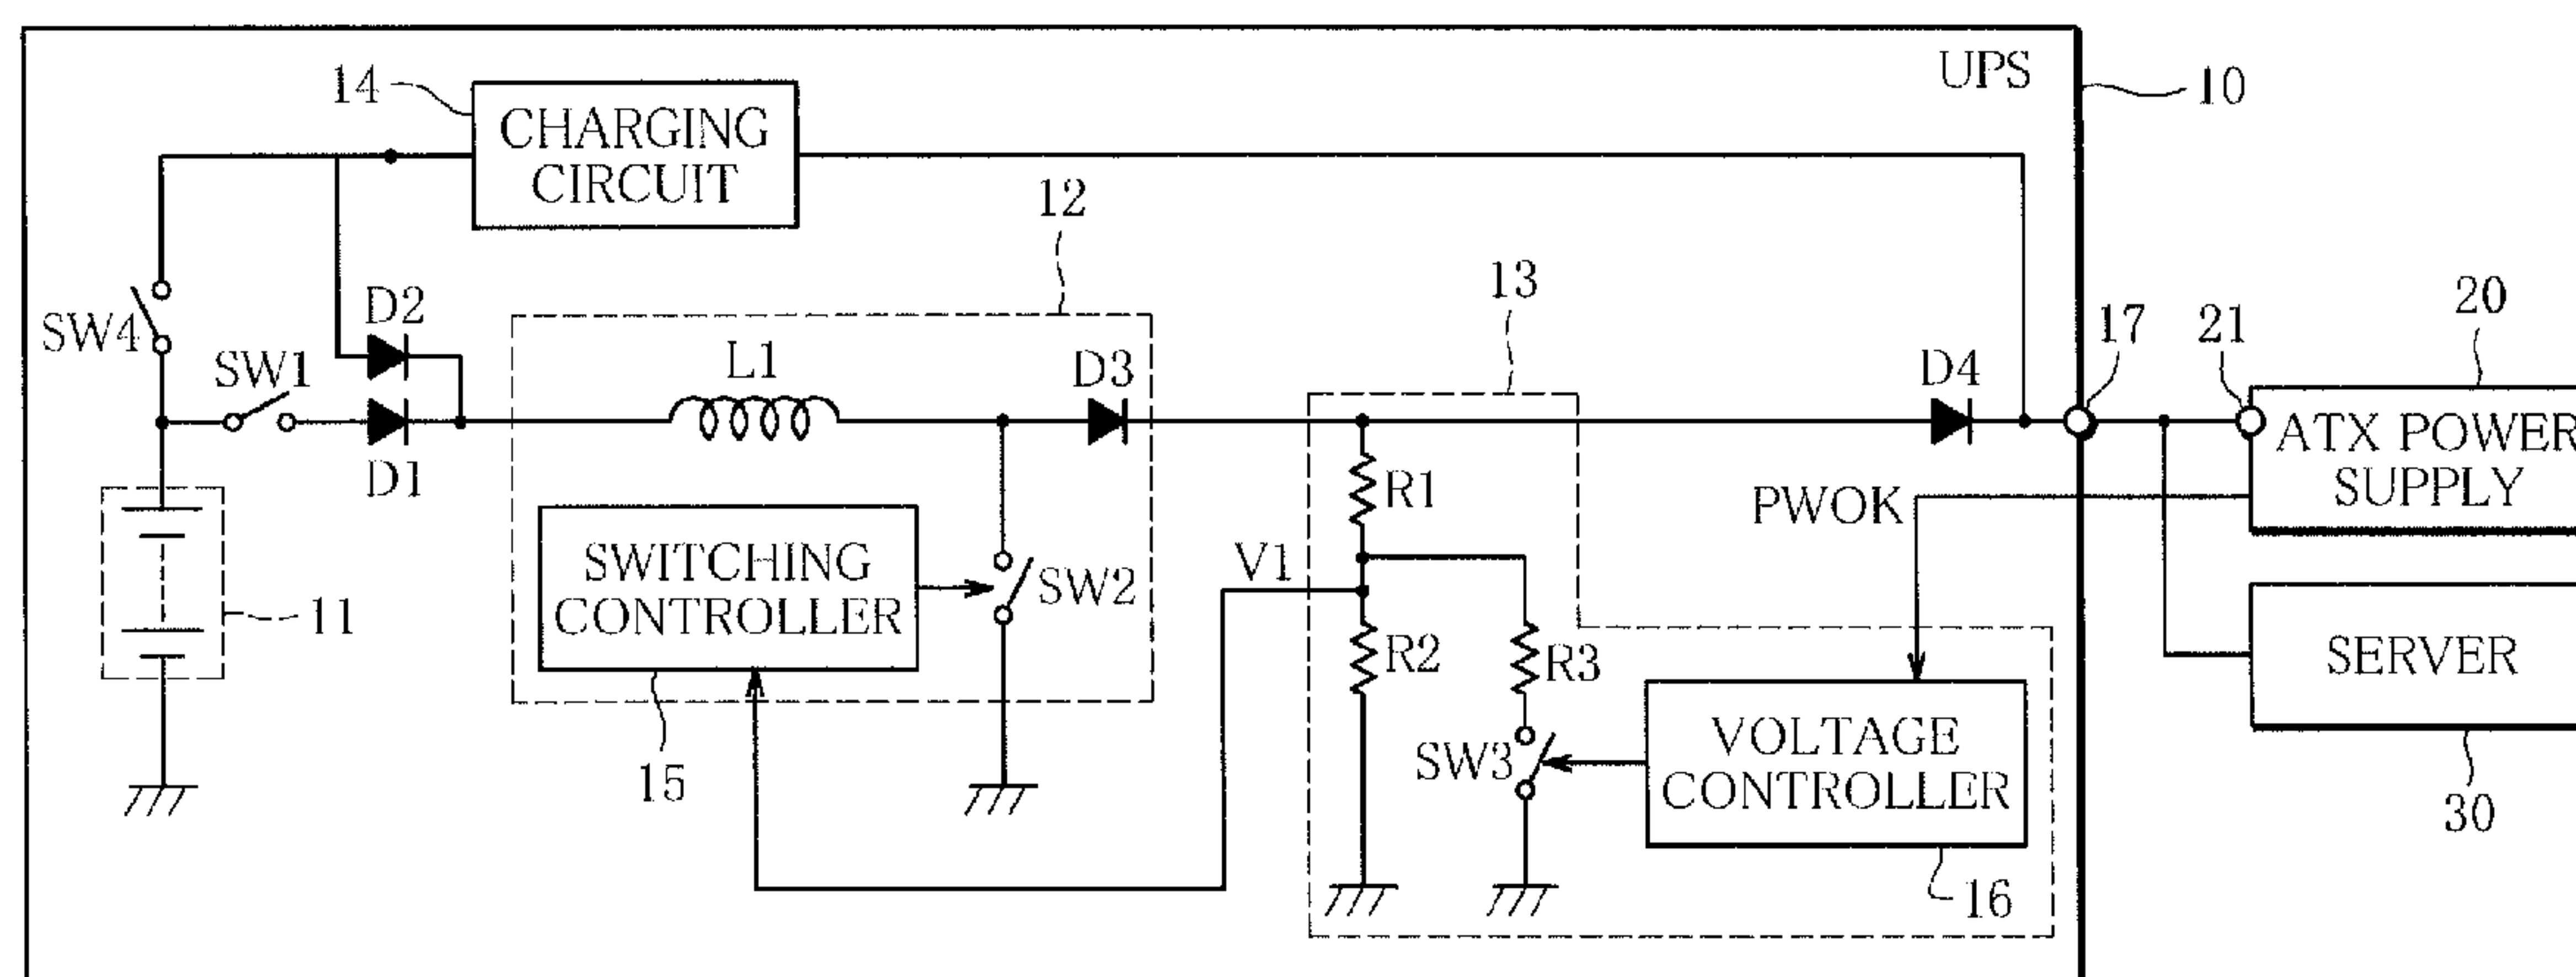 UPS
10
14
CHARGING
CIRCUIT
12
13
SW4
D2
SW1
D1
L1
D3
D4
17
21
20
ATX POWER
SUPPLY
R1
PWOK
V1
SWITCHING
CONTROLLER
SW2
11
R2
R3
SERVER
15
SW3
VOLTAGE
CONTROLLER
30
16